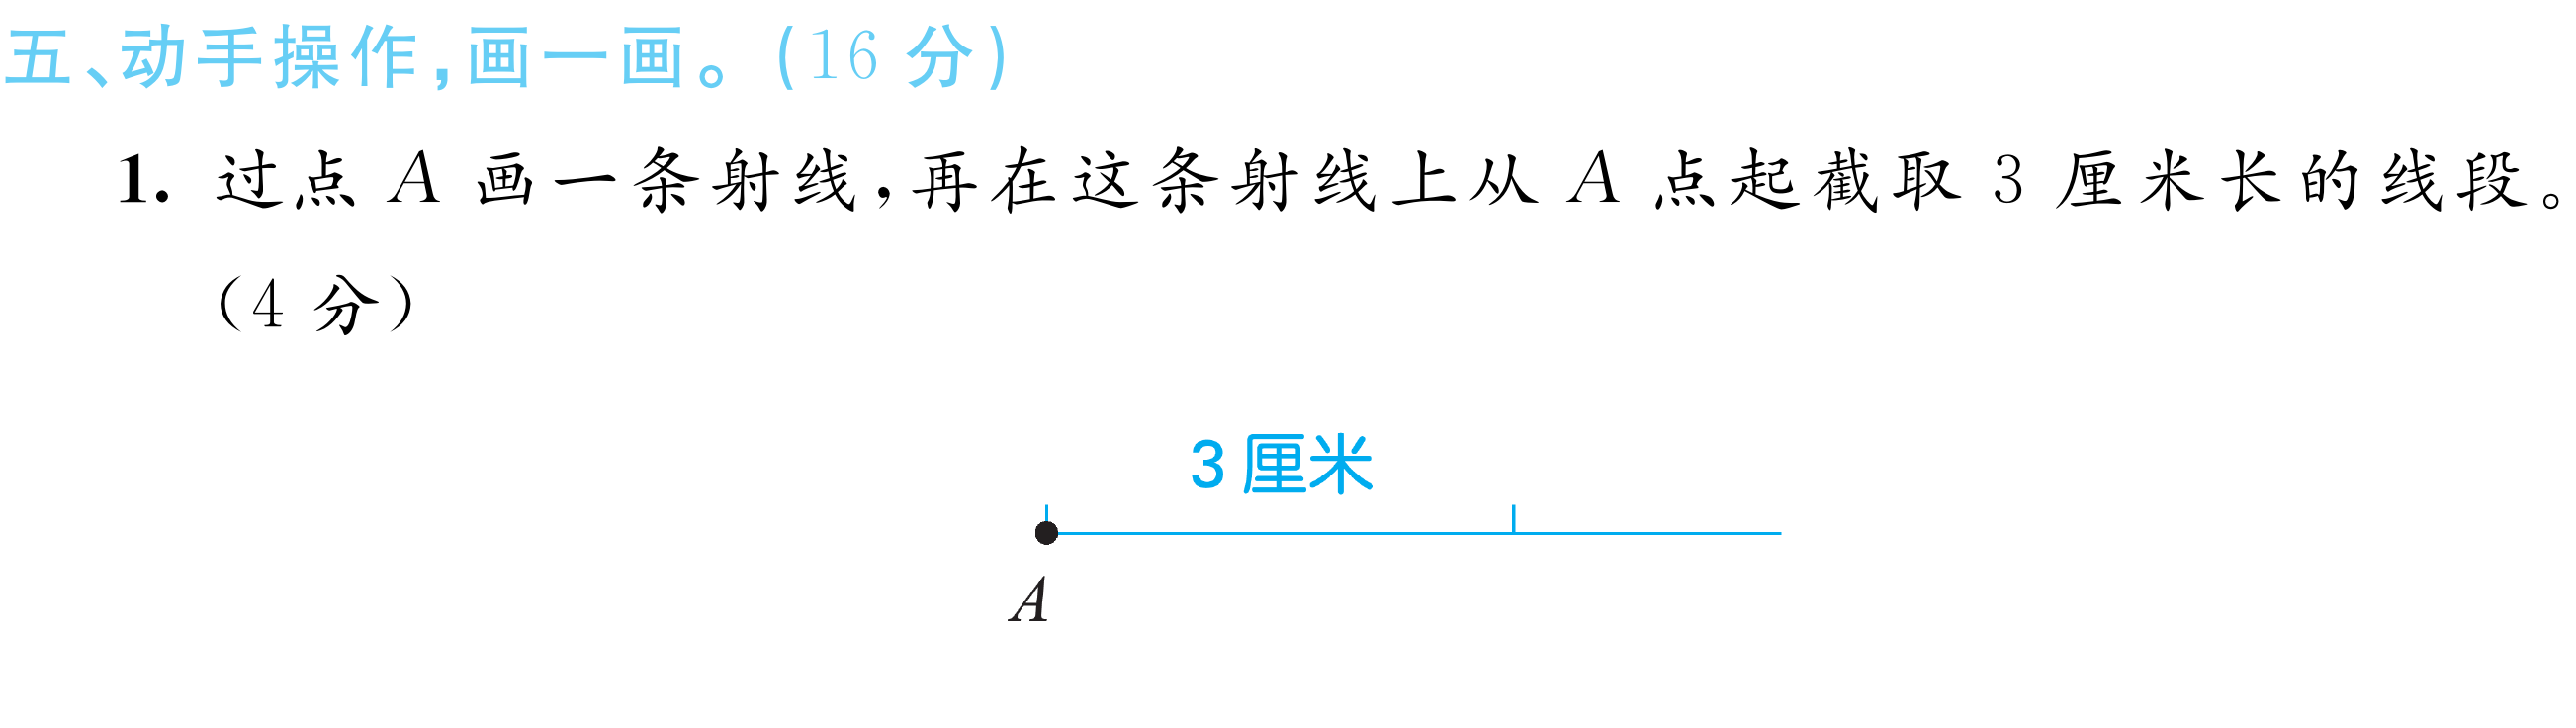 五、动手操作,画一画。(16 分)
1. 过点 A 画一条射线,再在这条射线上从 A 点起截取 3 厘米长的线段。
(4 分)
3 厘米
A